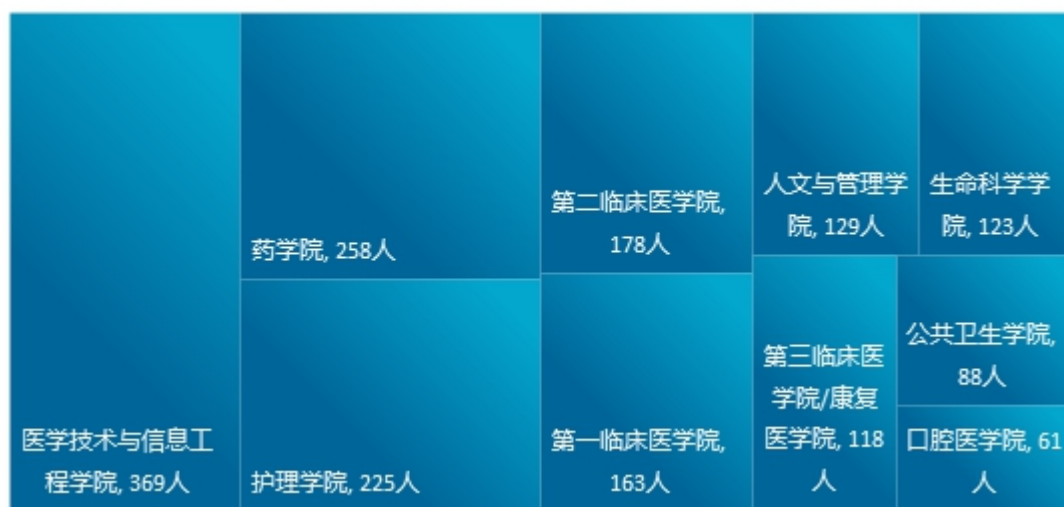 医学技术与信息工
程学院, 369人
药学院, 258人
护理学院, 225人
第二临床医学院,
178人
第一临床医学院,
163人
人文与管理学
院, 129人
生命科学学
院, 123人
第三临床医
学院/康复
医学院, 118
人
公共卫生学院,
88人
口腔医学院, 61
人